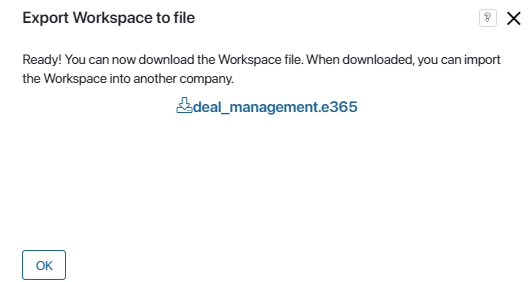 Export Workspace to file
?
Ready! You can now download the Workspace file. When downloaded, you can import
the Workspace into another company.
deal_management.e365
OK